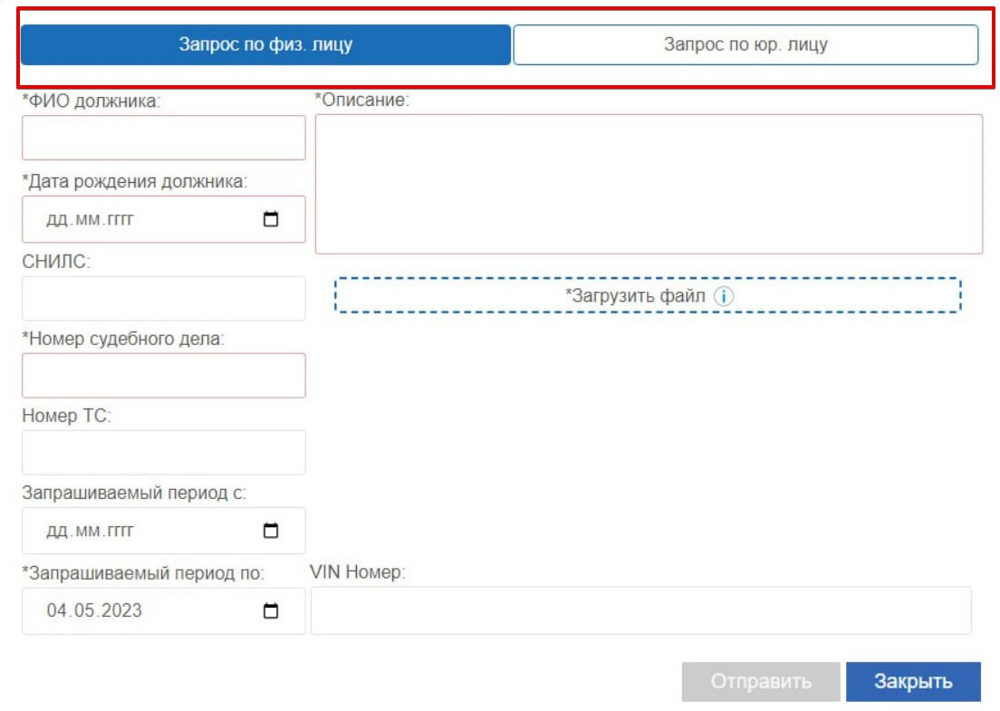 Запрос по физ. лицу
Запрос по юр. лицу
*ФИО должника:
*Описание:
*Дата рождения должника:
дд.мм.гггг
СНИЛС:
*Загрузить файл
*Номер судебного дела:
Номер ТС:
Запрашиваемый период с:
дд.мм.гггг
*Запрашиваемый период по:
VIN Номер:
04.05.2023
Отправить
Закрыть